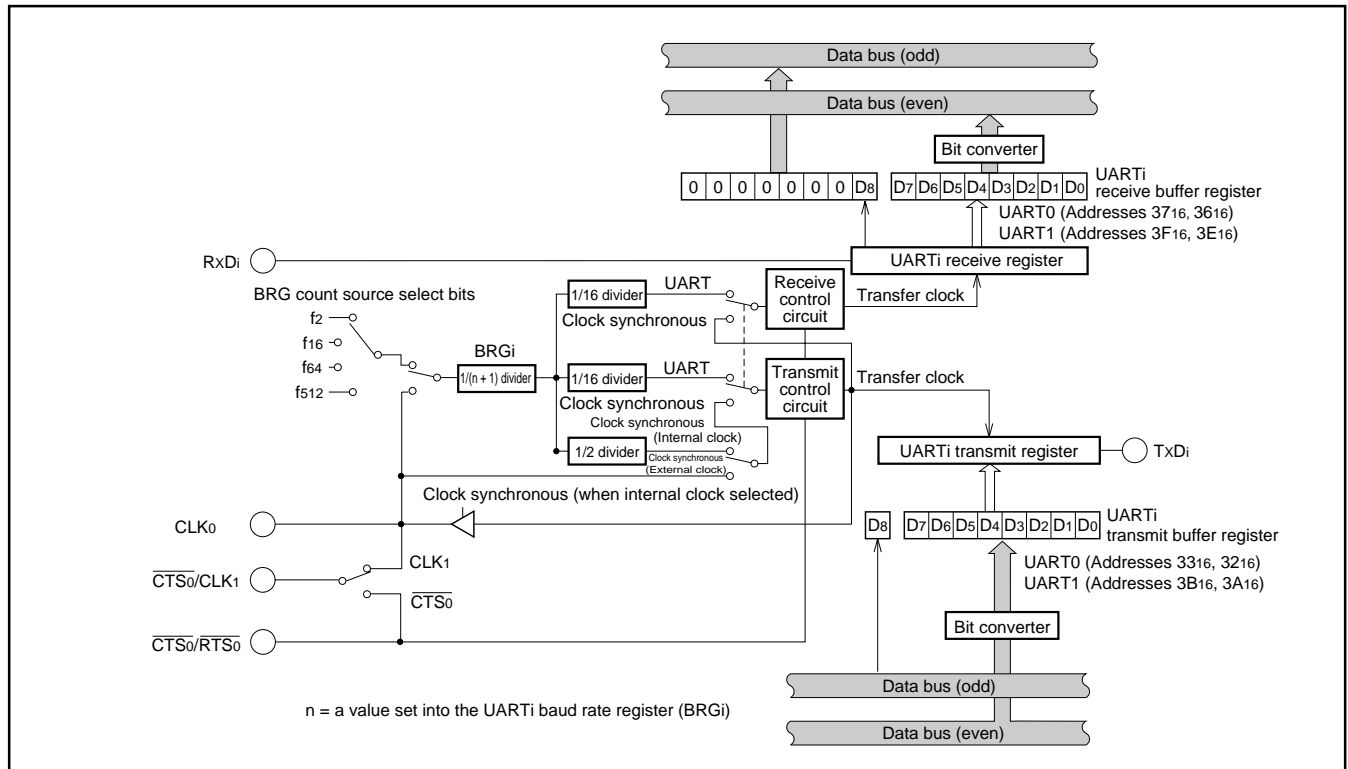 Data bus (odd)
Data bus (even)
Bit converter
0 0 0 0 0 0 0 D8
D7 D6 D5 D4 D3 D2 D1 D0
UARTi
receive buffer register
UART0 (Addresses 3716, 3616)
UART1 (Addresses 3F16, 3E16)
RxDi
UARTi receive register
BRG count source select bits
f2
f16
f64
f512
BRGi
1/(n + 1) divider
1/16 divider
UART
Clock synchronous
Receive
control
circuit
Transfer clock
1/16 divider
UART
Clock synchronous
Transmit
control
circuit
Transfer clock
Clock synchronous
(Internal clock)
1/2 divider
Clock synchronous
(External clock)
UARTi transmit register
TxDi
Clock synchronous (when internal clock selected)
CLK0
CLK1
CTS0/CLK1
CTS0
CTS0/RTS0
D8
D7 D6 D5 D4 D3 D2 D1 D0
UARTi
transmit buffer register
UART0 (Addresses 3316, 3216)
UART1 (Addresses 3B16, 3A16)
Bit converter
Data bus (odd)
Data bus (even)
n = a value set into the UARTi baud rate register (BRGi)